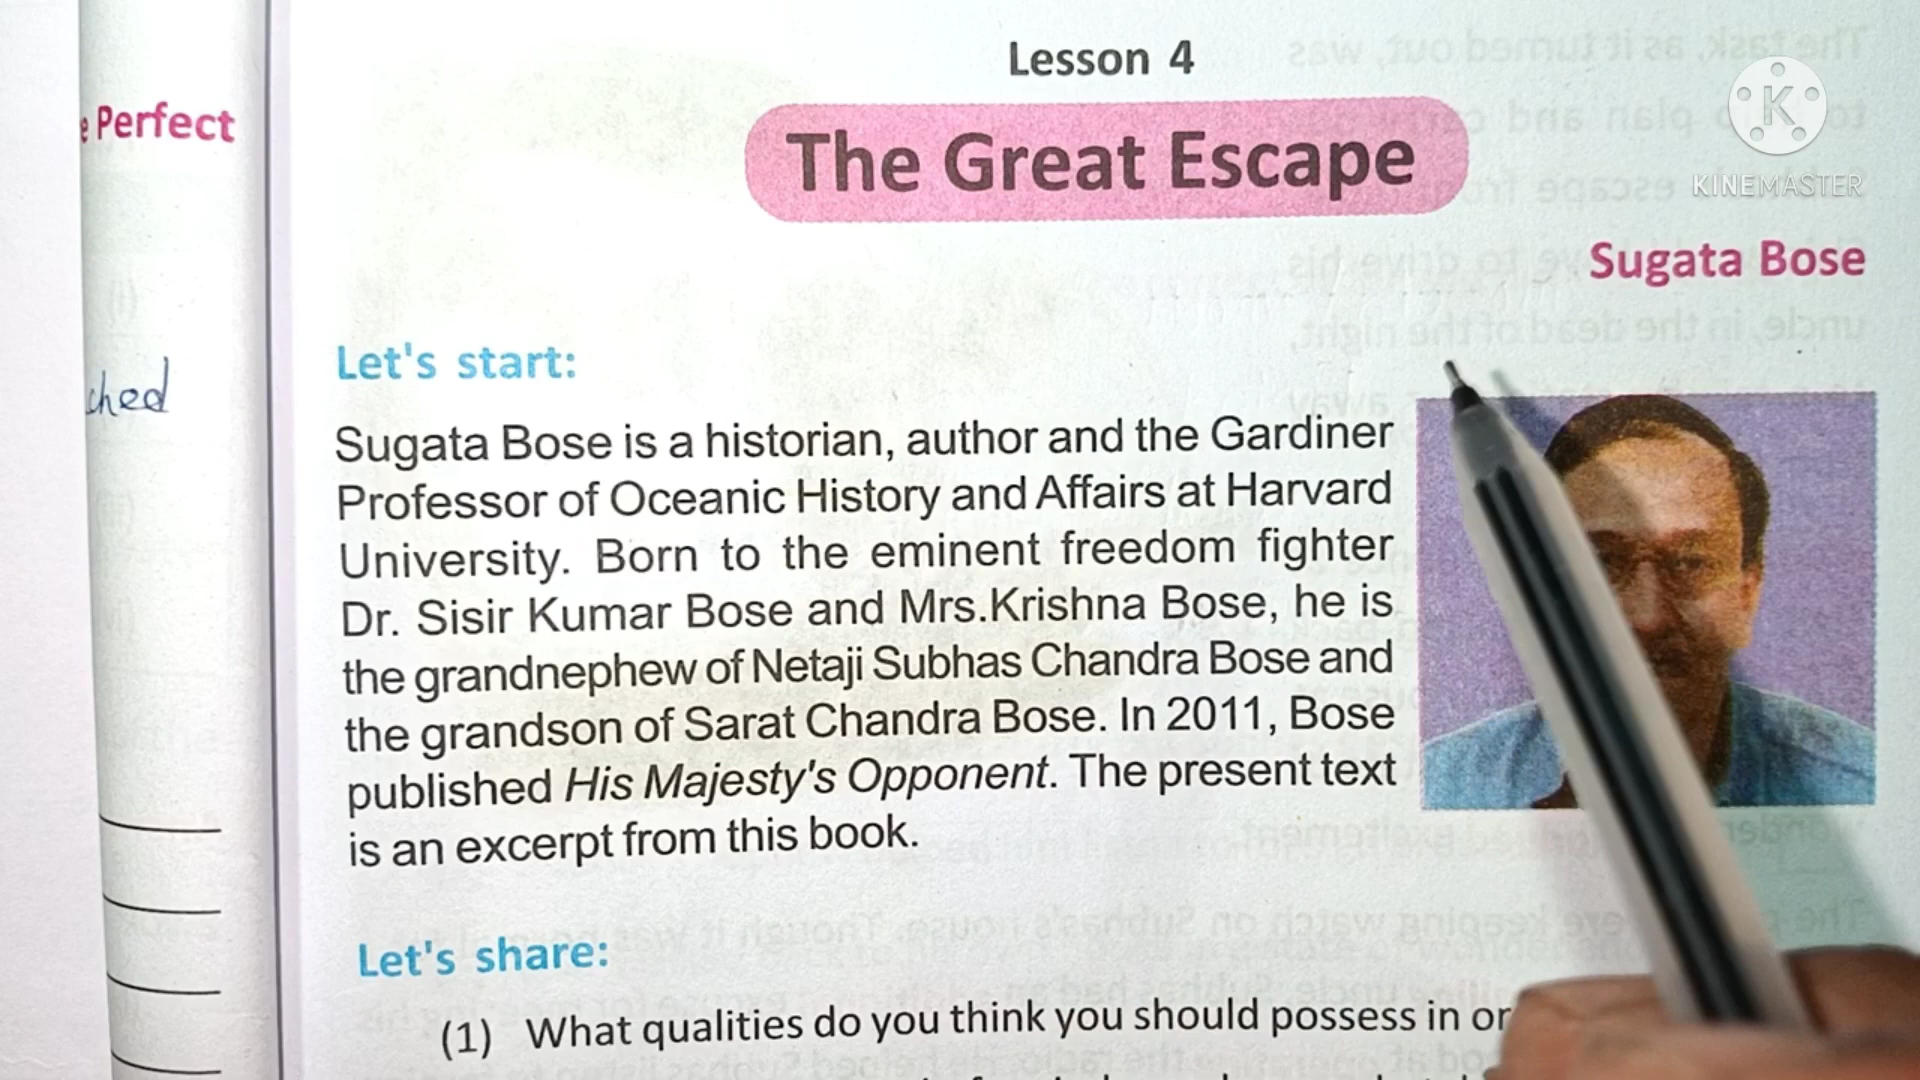 Lesson 4
The Great Escape
Sugata Bose
Perfect
ched
Let's start:
Sugata Bose is a historian, author and the Gardiner
Professor of Oceanic History and Affairs at Harvard
University. Born to the eminent freedom fighter
Dr. Sisir Kumar Bose and Mrs.Krishna Bose, he is
the grandnephew of Netaji Subhas Chandra Bose and
the grandson of Sarat Chandra Bose. In 2011, Bose
published His Majesty's Opponent. The present text
is an excerpt from this book.
Let's share:
(1) What qualities do you think you should possess in or
K
KINEMASTER